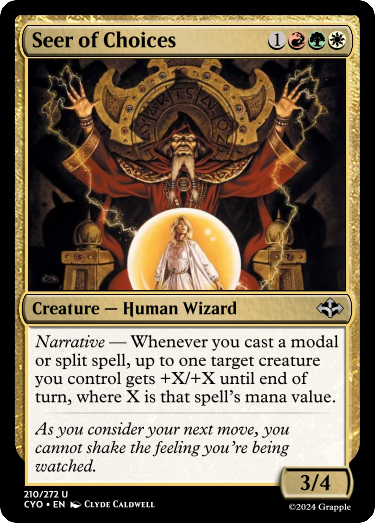 Seer of Choices 1
Creature — Human Wizard
Narrative — Whenever you cast a modal
or split spell, up to one target creature
you control gets +X/+X until end of
turn, where X is that spell's mana value.
As you consider your next move, you
cannot shake the feeling you're being
watched.
3/4
210/272 U
CYO • EN Clyde Caldwell
©2024 Grapple